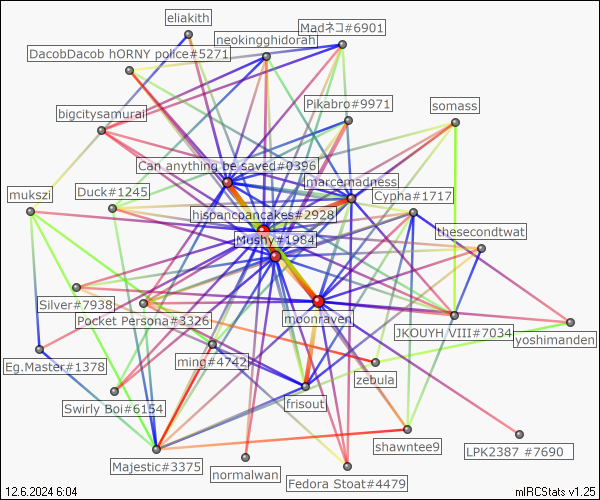 eliakith
Madネコ#6901
neokingghidorah
DacobDacob hORNY police#5271
Pikabro#9971
somass
bigcitysamurai
Can anything be saved#0396
marcemadness
mukszi
Duck#1245
Cypha#1717
hispancpancakes#2928
thesecondtwat
Mushy#1984
Silver#7938
Pocket Persona#3326
moonraven
JKOUYH VIII#7034
yoshimanden
Eg.Master#1378
ming#4742
zebula
Swirly Boi#6154
frisout
shawntee9
LPK2387 #7690
Majestic#3375
normalwan
Fedora Stoat#4479
12.6.2024 6:04
mIRCStats v1.25